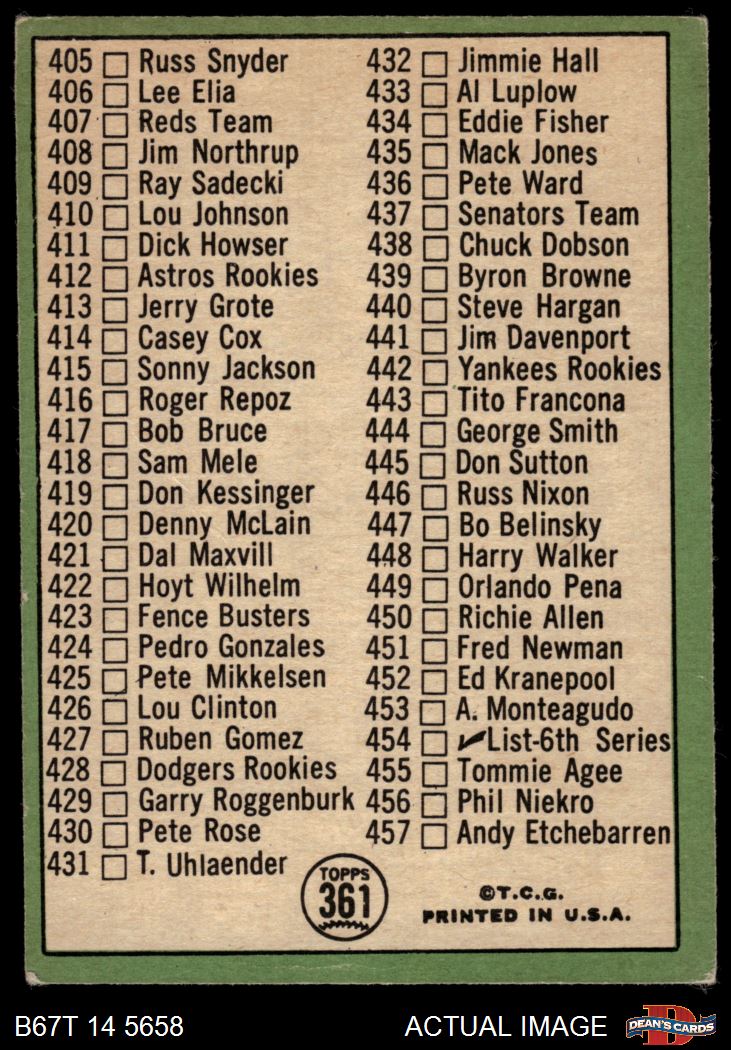 405 Russ Snyder
406 Lee Elia
407 Reds Team
408 Jim Northrup
409 Ray Sadecki
410 Lou Johnson
411 Dick Howser
412 Astros Rookies
413 Jerry Grote
414 Casey Cox
415 Sonny Jackson
416 Roger Repoz
417 Bob Bruce
418 Sam Mele
419 Don Kessinger
420 Denny McLain
421 Dal Maxvill
422 Hoyt Wilhelm
423 Fence Busters
424 Pedro Gonzales
425 Pete Mikkelsen
426 Lou Clinton
427 Ruben Gomez
428 Dodgers Rookies
429 Garry Roggenburk
430 Pete Rose
431 T. Uhlaender
432 Jimmie Hall
433 Al Luplow
434 Eddie Fisher
435 Mack Jones
436 Pete Ward
437 Senators Team
438 Chuck Dobson
439 Byron Browne
440 Steve Hargan
441 Jim Davenport
442 Yankees Rookies
443 Tito Francona
444 George Smith
445 Don Sutton
446 Russ Nixon
447 Bo Belinsky
448 Harry Walker
449 Orlando Pena
450 Richie Allen
451 Fred Newman
452 Ed Kranepool
453 A. Monteagudo
454 ✔List-6th Series
455 Tommie Agee
456 Phil Niekro
457 Andy Etchebarren
TOPPS
361
©T.C.G.
PRINTED IN U.S.A.
B67T 14 5658
ACTUAL IMAGE
D
DEAN'S CARDS